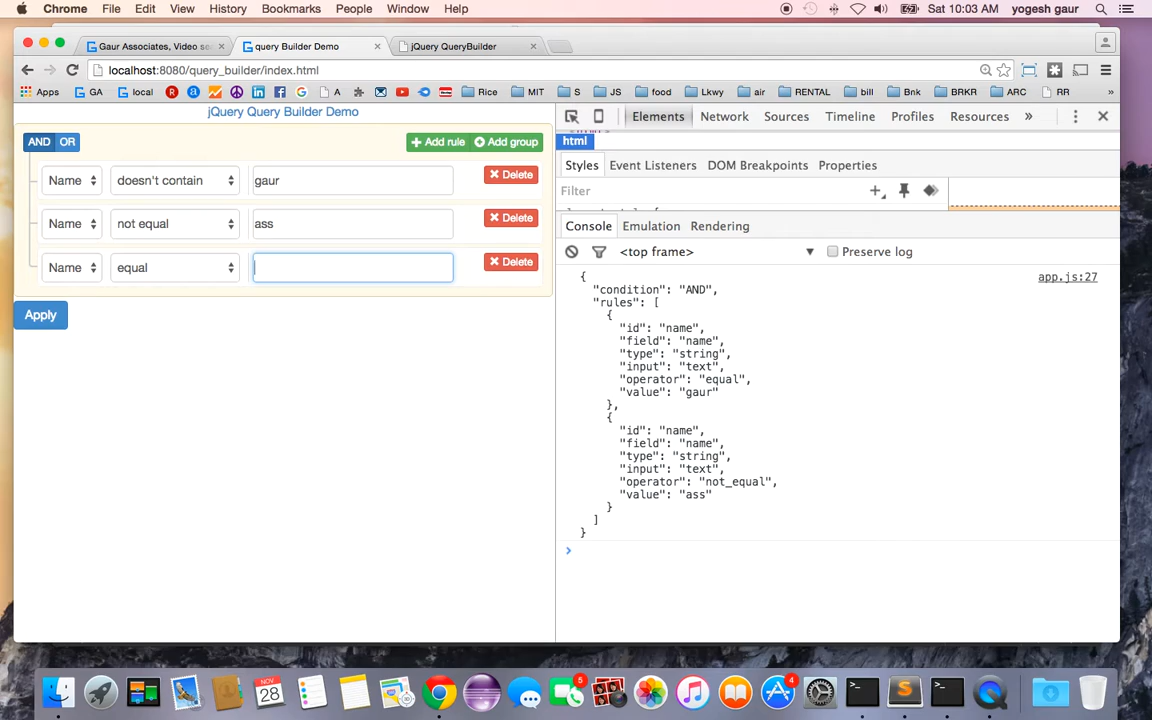 Chrome File Edit View History Bookmarks People Window Help Sat 10:03 AM yogesh gaur
Gaur Associates, Video se query Builder Demo jQuery QueryBuilder
localhost:8080/query_builder/index.html
Apps GA local Rice MIT S JS food Lkwy air RENTAL bill Bnk BRKR ARC RR »
A
jQuery Query Builder Demo
AND OR Add rule Add group
Name doesn't contain gaur Delete
Name not equal ass Delete
Name equal Delete
Apply
Elements Network Sources Timeline Profiles Resources »
html
Styles Event Listeners DOM Breakpoints Properties
Filter
Console Emulation Rendering
<top frame> Preserve log
{ app.js:27
"condition": "AND",
"rules": [
{
"id": "name",
"field": "name",
"type": "string",
"input": "text",
"operator": "equal",
"value": "gaur"
},
{
"id": "name",
"field": "name",
"type": "string",
"input": "text",
"operator": "not_equal",
"value": "ass"
}
]
}
>
NOV
28
5
4